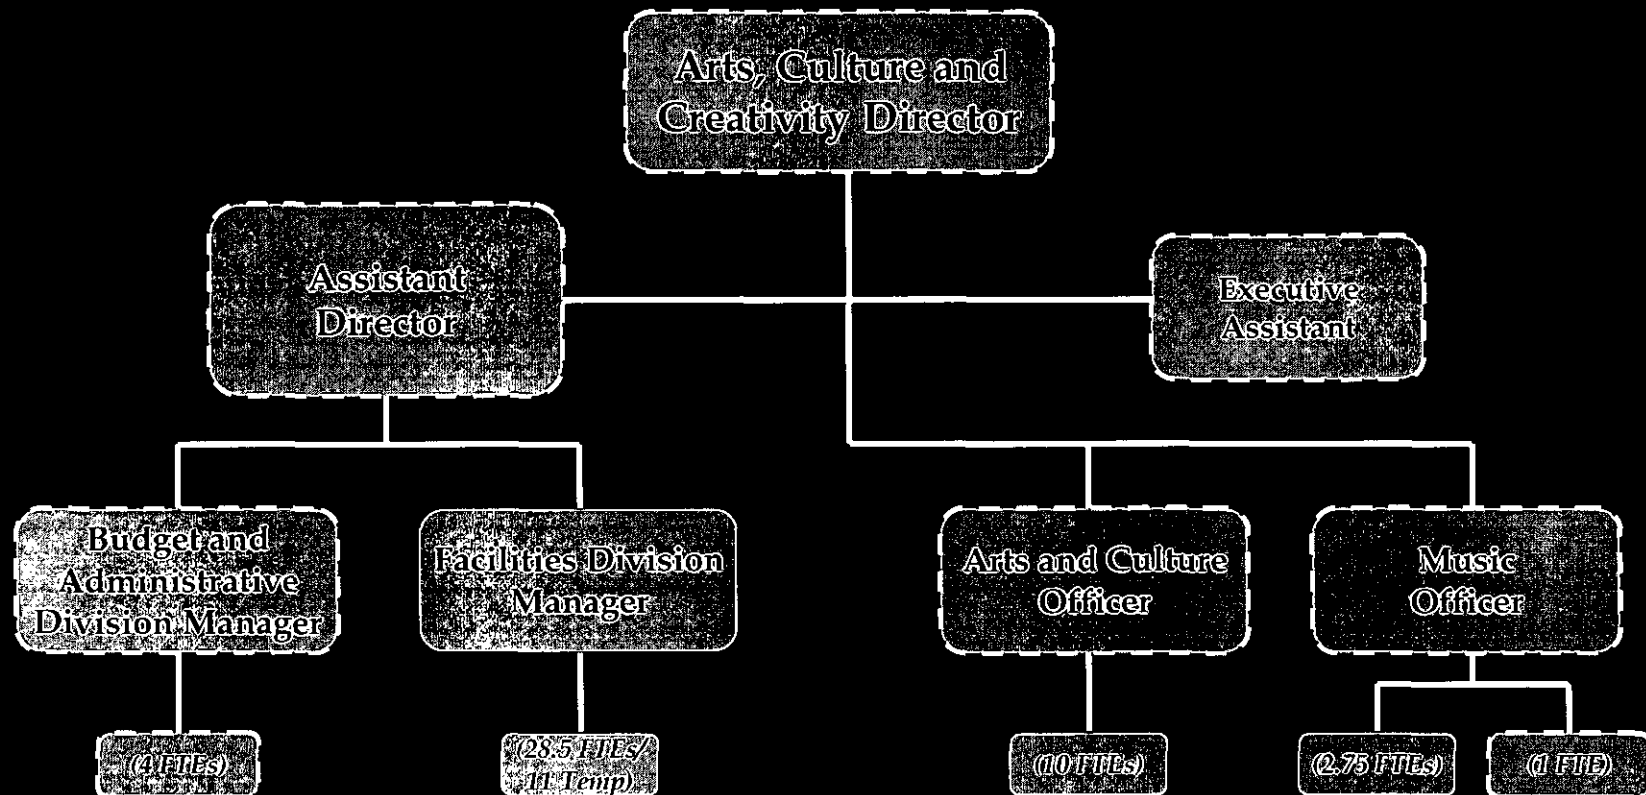 Arts, Culture and
Creativity Director
Assistant
Director
Executive
Assistant
Budget and
Administrative
Division Manager
Facilities Division
Manager
Arts and Culture
Officer
Music
Officer
(4 FTEs)
(28.5 FTEs/
11 Temp)
(10 FTEs)
(2.75 FTEs)
(1 FTE)